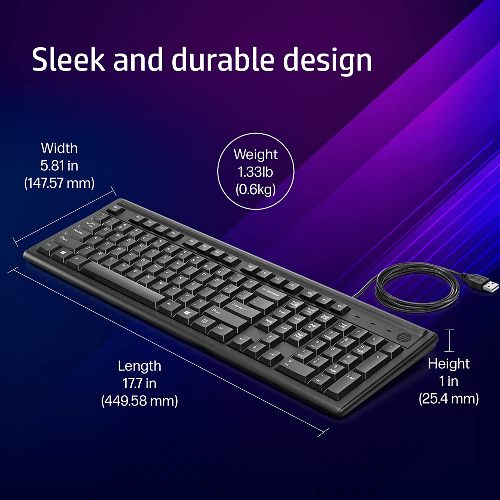 Sleek and durable design
Width
5.81 in
(147.57 mm)
Weight
1.33lb
(0.6kg)
Length
17.7 in
(449.58 mm)
Height
1 in
(25.4 mm)